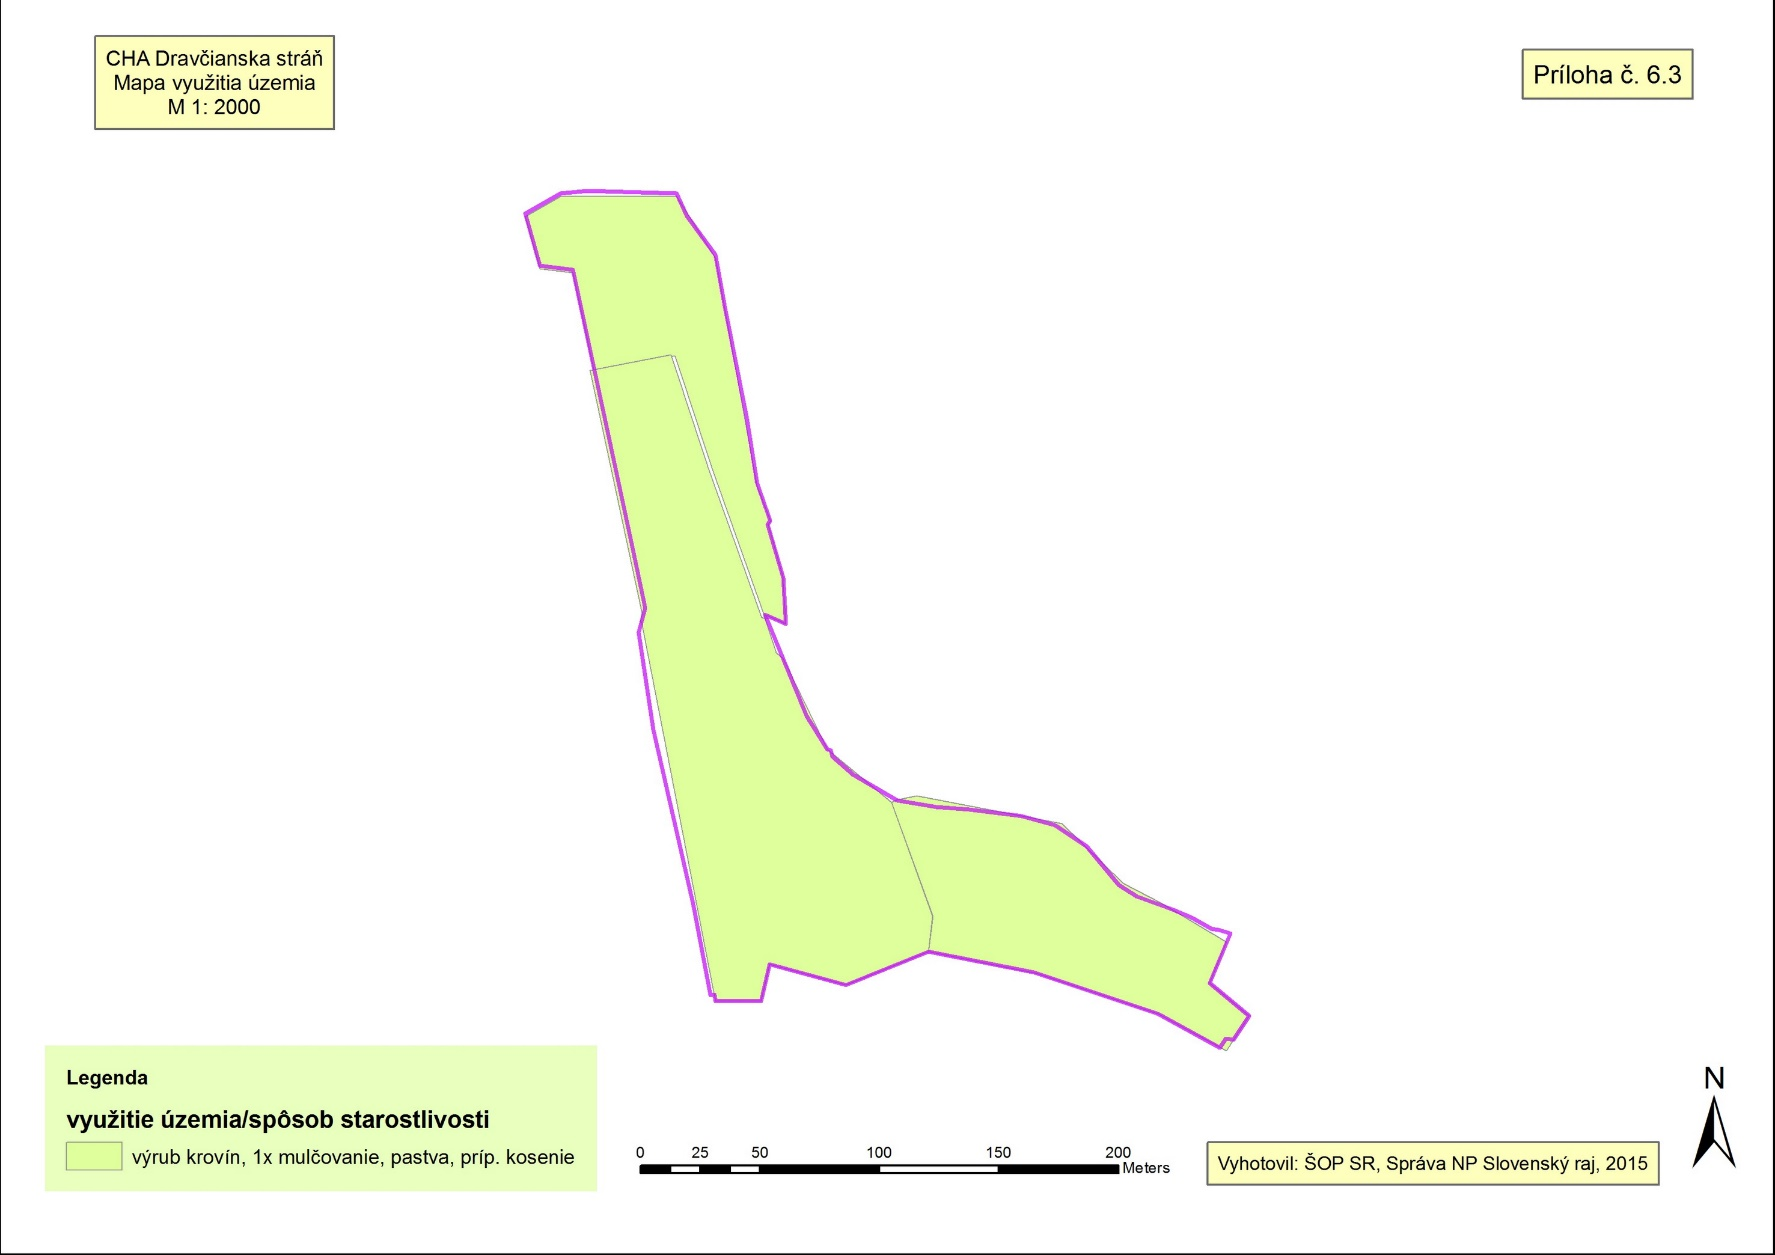 CHA Dravčianska stráň
Mapa využitia územia
M 1: 2000
Príloha č. 6.3
Legenda
využitie územia/spôsob starostlivosti
výrub krovín, 1x mulčovanie, pastva, príp. kosenie
0 25 50 100 150 200
Meters
Vyhotovil: ŠOP SR, Správa NP Slovenský raj, 2015
N